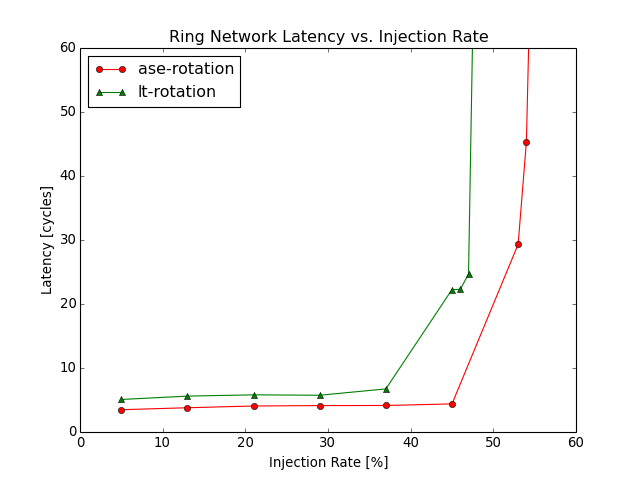 Ring Network Latency vs. Injection Rate
60
50
40
30
20
10
0
Latency [cycles]
ase-rotation
lt-rotation
0 10 20 30 40 50 60
Injection Rate [%]